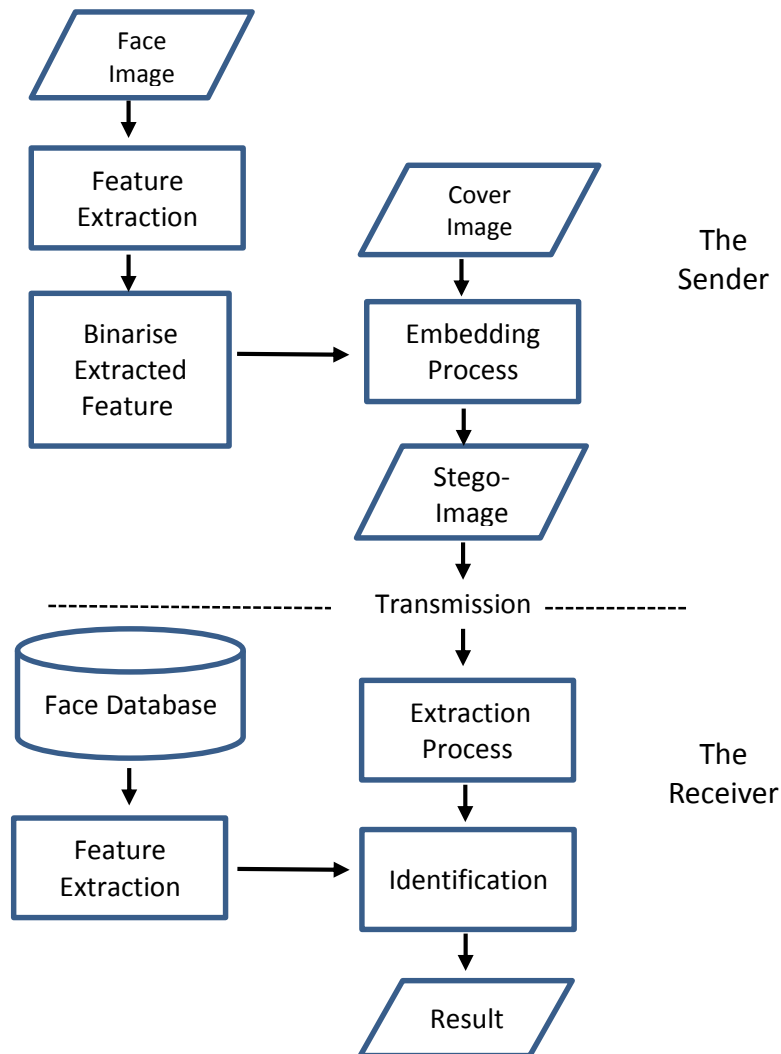 Face
Image
Feature
Extraction
Cover
Image
The
Sender
Binarise
Extracted
Feature
Embedding
Process
Stego-
Image
Transmission
Face Database
Extraction
Process
The
Receiver
Feature
Extraction
Identification
Result